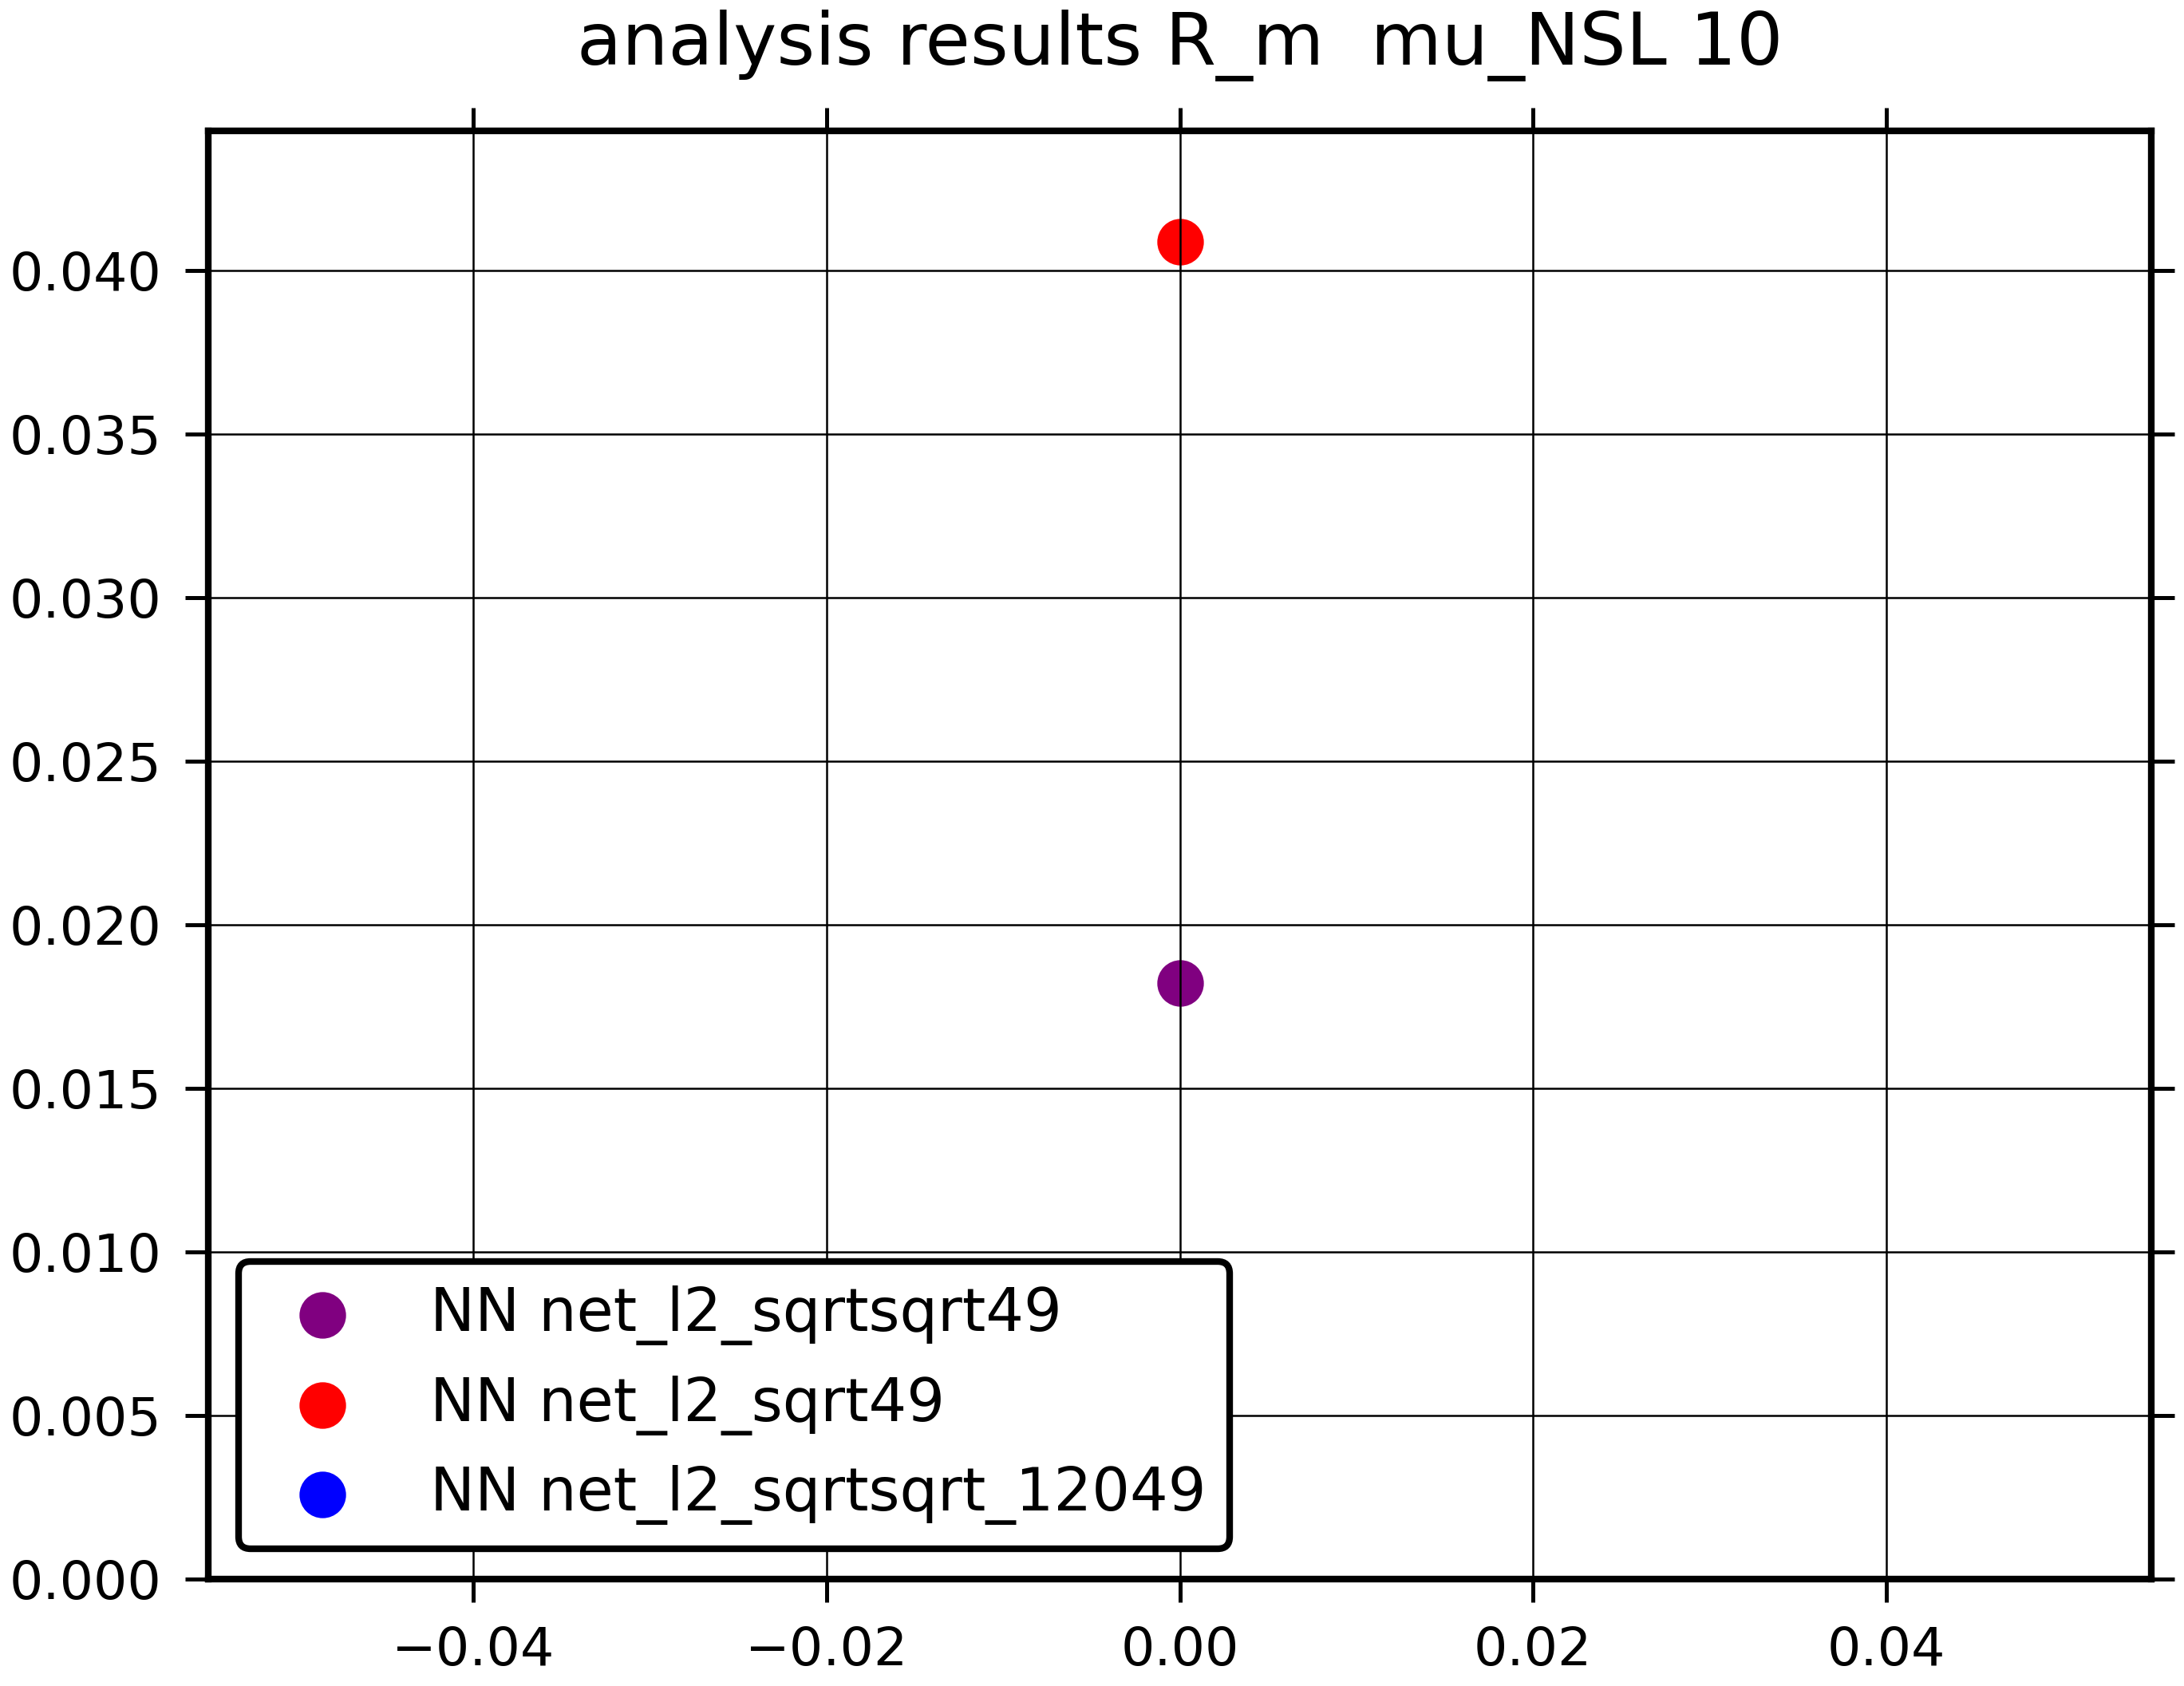 analysis results R_m  mu_NSL 10
0.040
0.035
0.030
0.025
0.020
0.015
0.010
0.005
0.000
NN net_l2_sqrtsqrt49
NN net_l2_sqrt49
NN net_l2_sqrtsqrt_12049
−0.04 −0.02 0.00 0.02 0.04